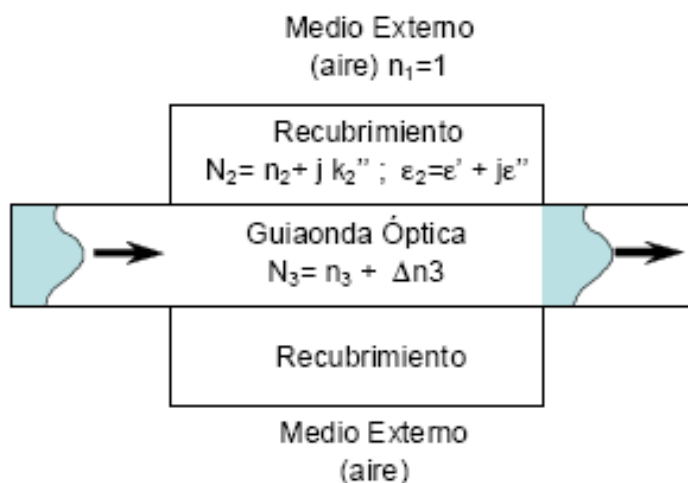 Medio Externo
(aire) n₁=1
Recubrimiento
N₂= n₂+ j k₂” ; ε₂=ε’ + jε”
Guiaonda Óptica
N₃= n₃ + Δn3
Recubrimiento
Medio Externo
(aire)